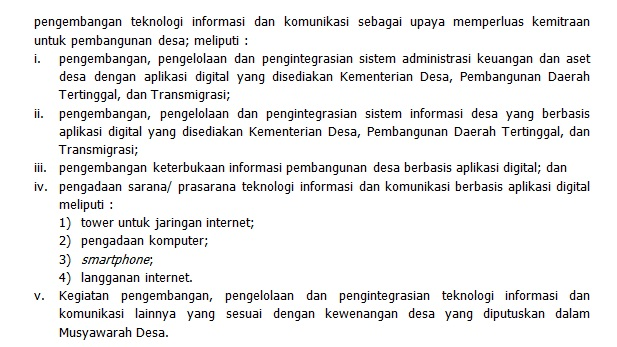 pengembangan teknologi informasi dan komunikasi sebagai upaya memperluas kemitraan
untuk pembangunan desa; meliputi :
i. pengembangan, pengelolaan dan pengintegrasian sistem administrasi keuangan dan aset
desa dengan aplikasi digital yang disediakan Kementerian Desa, Pembangunan Daerah
Tertinggal, dan Transmigrasi;
ii. pengembangan, pengelolaan dan pengintegrasian sistem informasi desa yang berbasis
aplikasi digital yang disediakan Kementerian Desa, Pembangunan Daerah Tertinggal, dan
Transmigrasi;
iii. pengembangan keterbukaan informasi pembangunan desa berbasis aplikasi digital; dan
iv. pengadaan sarana/ prasarana teknologi informasi dan komunikasi berbasis aplikasi digital
meliputi :
1) tower untuk jaringan internet;
2) pengadaan komputer;
3) smartphone;
4) langganan internet.
v. Kegiatan pengembangan, pengelolaan dan pengintegrasian teknologi informasi dan
komunikasi lainnya yang sesuai dengan kewenangan desa yang diputuskan dalam
Musyawarah Desa.